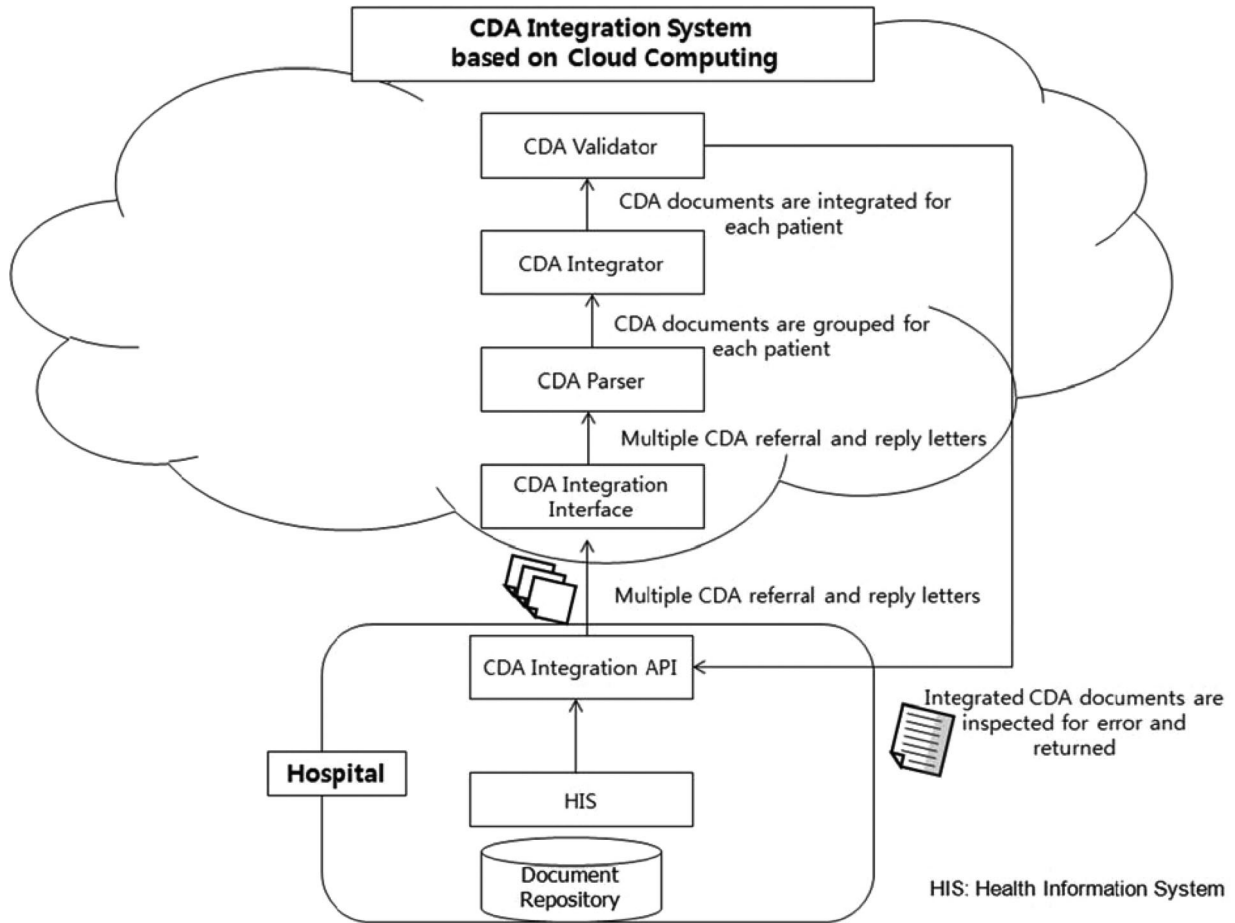 CDA Integration System
based on Cloud Computing
CDA Validator
CDA documents are integrated for
each patient
CDA Integrator
CDA documents are grouped for
each patient
CDA Parser
Multiple CDA referral and reply letters
CDA Integration
Interface
Multiple CDA referral and reply letters
CDA Integration API
Integrated CDA documents are
inspected for error and
returned
Hospital
HIS
Document
Repository
HIS: Health Information System